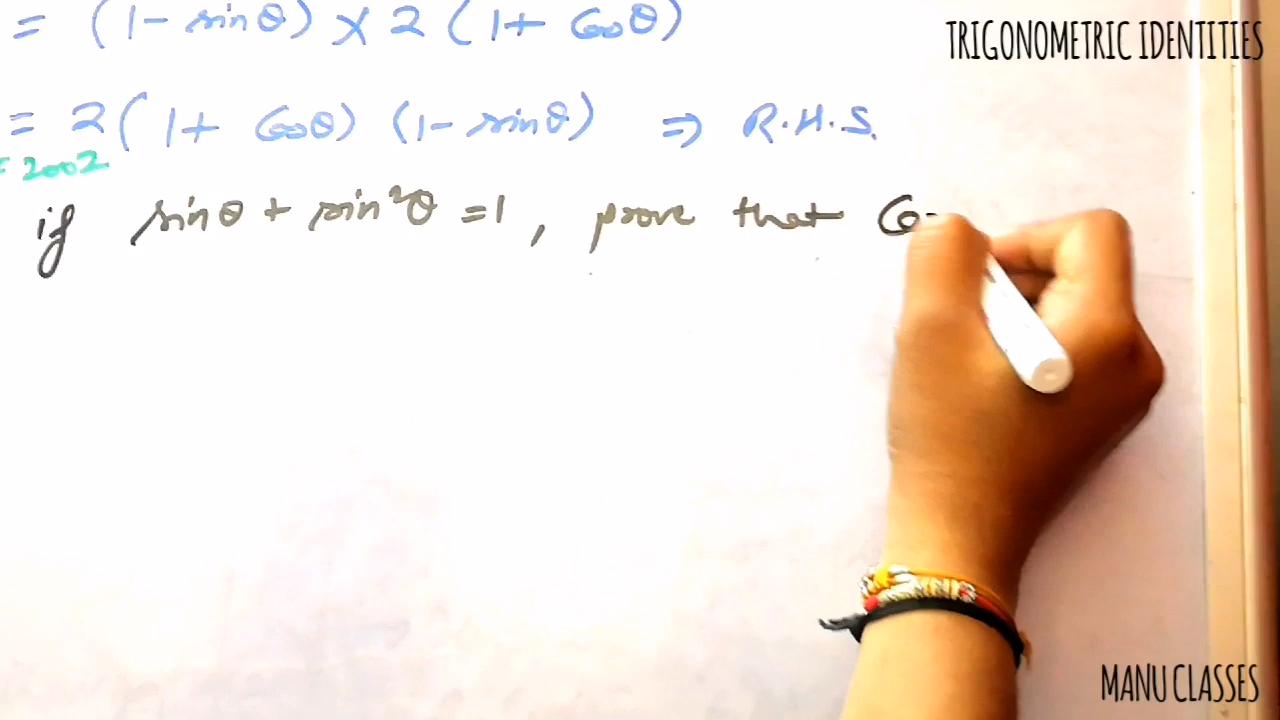 = (1- sinθ) × 2 (1+ Cosθ)
TRIGONOMETRIC IDENTITIES
= 2 (1+ Cosθ) (1- sinθ) ⇒ R.H.S.
2002
if sinθ + sin²θ =1, prove that
MANU CLASSES